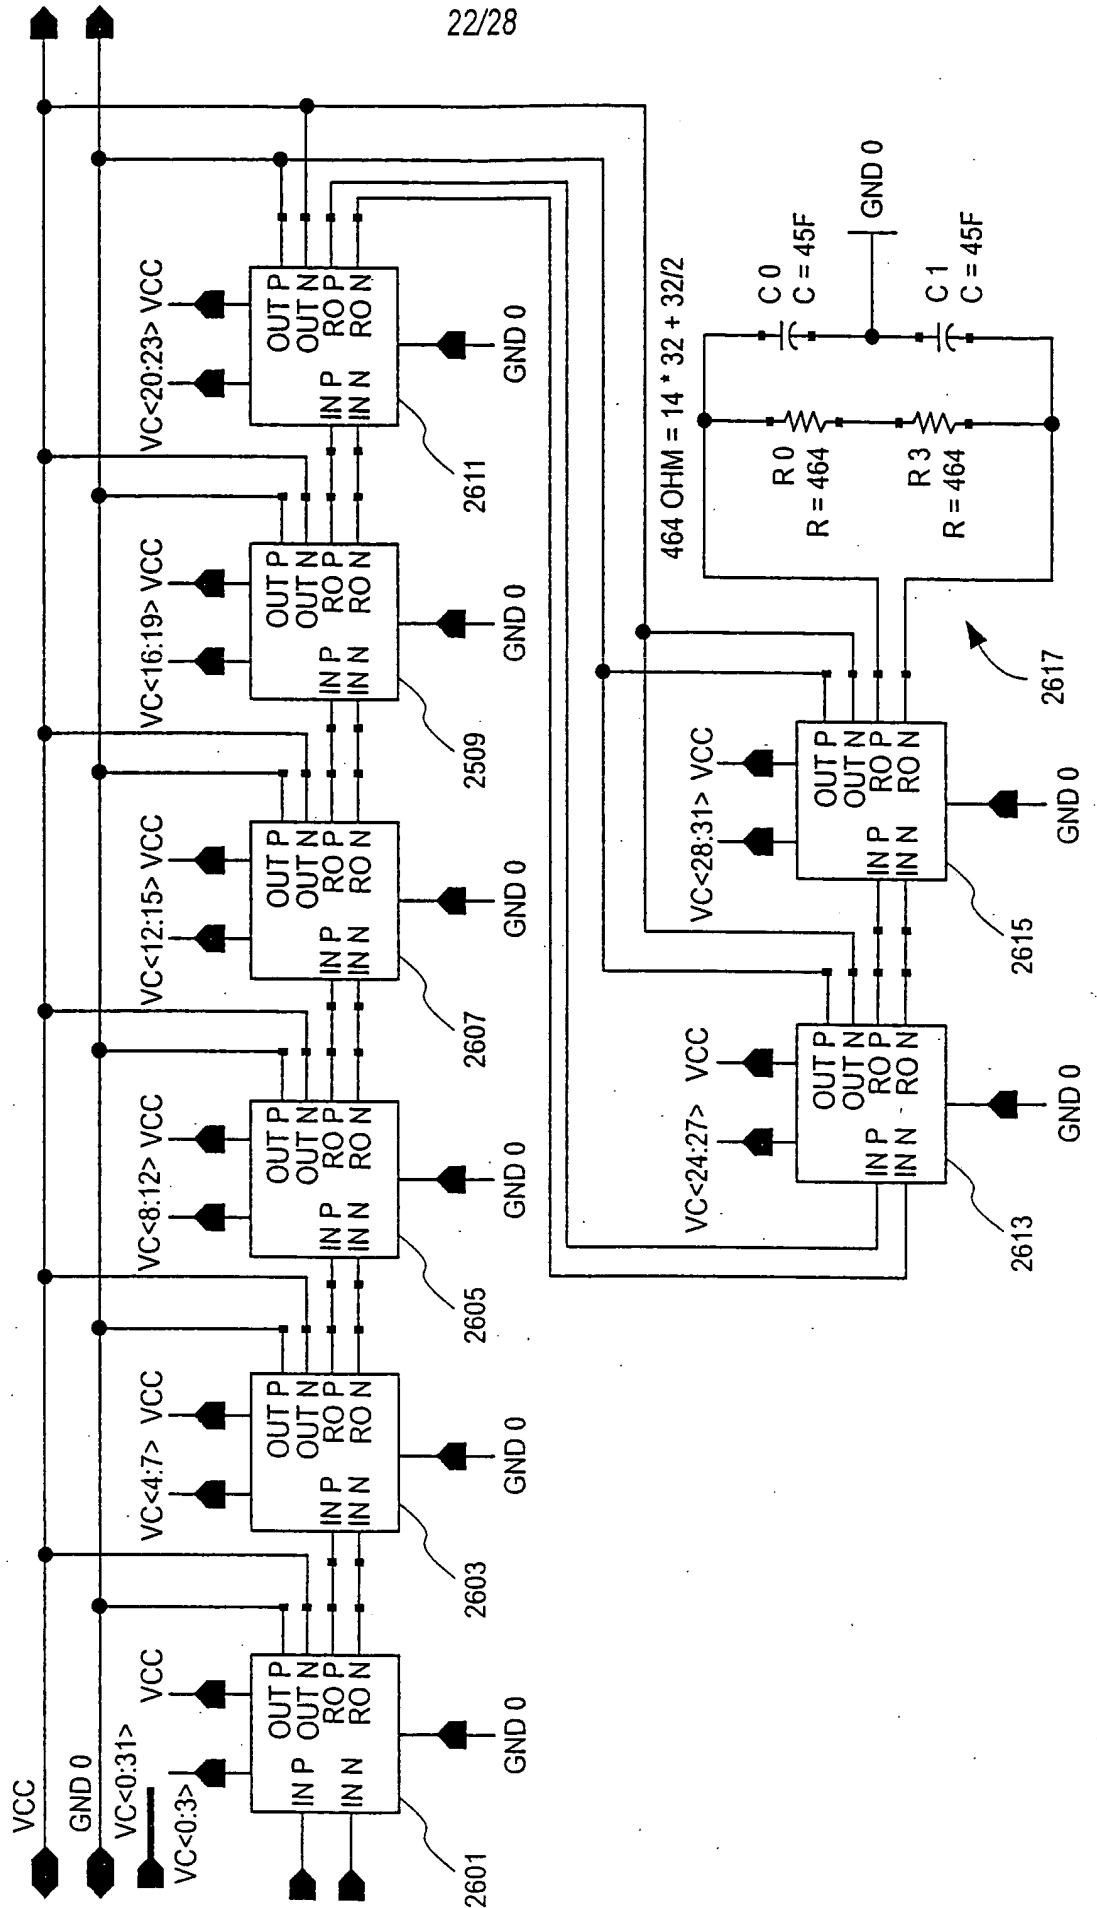 22/28
VCC
GND 0
VC<0:31>
VC<0:3>
VCC
IN P
IN N
OUT P
OUT N
RO P
RO N
GND 0
2601
VC<4:7>
VCC
IN P
IN N
OUT P
OUT N
RO P
RO N
GND 0
2603
VC<8:12>
VCC
IN P
IN N
OUT P
OUT N
RO P
RO N
GND 0
2605
VC<12:15>
VCC
IN P
IN N
OUT P
OUT N
RO P
RO N
GND 0
2607
VC<16:19>
VCC
IN P
IN N
OUT P
OUT N
RO P
RO N
GND 0
2509
VC<20:23>
VCC
IN P
IN N
OUT P
OUT N
RO P
RO N
GND 0
2611
VC<24:27>
VCC
IN P
IN N
OUT P
OUT N
RO P
RO N
GND 0
2613
VC<28:31>
VCC
IN P
IN N
OUT P
OUT N
RO P
RO N
GND 0
2615
2617
464 OHM = 14 * 32 + 32/2
R 0
R = 464
R 3
R = 464
C 0
C = 45F
C 1
C = 45F
GND 0